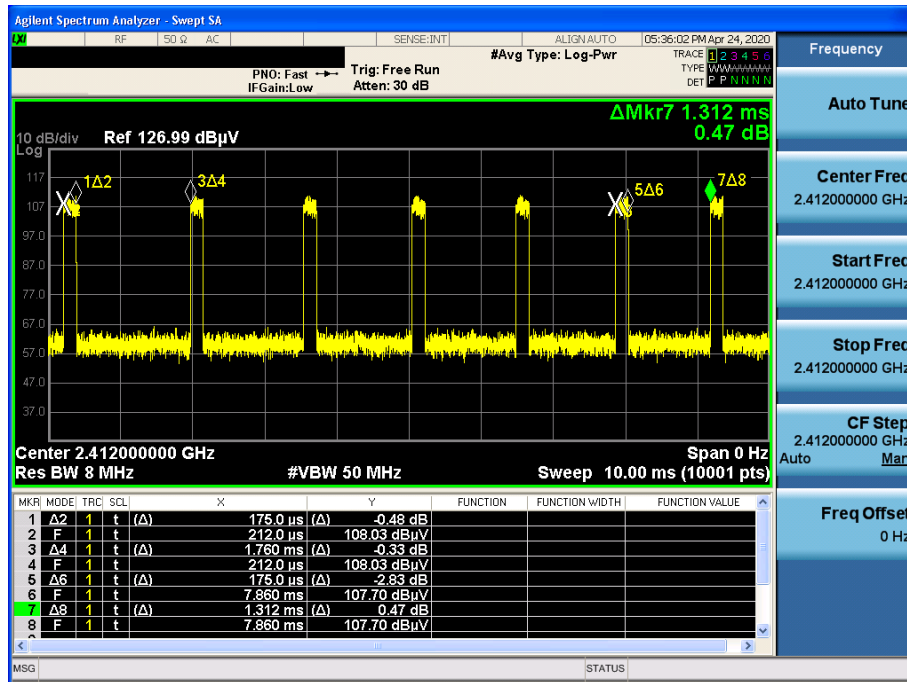 Agilent Spectrum Analyzer - Swept SA
LXI RF 50 Ω AC SENSE:INT ALIGNAUTO 05:36:02 PM Apr 24, 2020
#Avg Type: Log-Pwr TRACE 1 2 3 4 5 6
PNO: Fast Trig: Free Run TYPE
IFGain:Low Atten: 30 dB DET P P N N N N
ΔMkr7 1.312 ms
0.47 dB
10 dB/div Ref 126.99 dBµV
Log
117
107
97.0
87.0
77.0
67.0
57.0
47.0
37.0
1Δ2 3Δ4 5Δ6 7Δ8
Center 2.412000000 GHz Span 0 Hz
Res BW 8 MHz #VBW 50 MHz Sweep 10.00 ms (10001 pts)
MKR MODE TRC SCL X Y FUNCTION FUNCTION WIDTH FUNCTION VALUE
1 Δ2 1 t (Δ) 175.0 µs (Δ) -0.48 dB
2 F 1 t 212.0 µs 108.03 dBµV
3 Δ4 1 t (Δ) 1.760 ms (Δ) -0.33 dB
4 F 1 t 212.0 µs 108.03 dBµV
5 Δ6 1 t (Δ) 175.0 µs (Δ) -2.83 dB
6 F 1 t 7.860 ms 107.70 dBµV
7 Δ8 1 t (Δ) 1.312 ms (Δ) 0.47 dB
8 F 1 t 7.860 ms 107.70 dBµV
MSG STATUS
Frequency
Auto Tune
Center Freq
2.412000000 GHz
Start Freq
2.412000000 GHz
Stop Freq
2.412000000 GHz
CF Step
2.412000000 GHz
Auto Man
Freq Offset
0 Hz